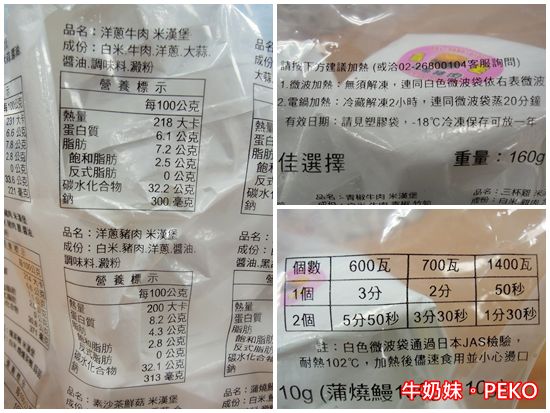 品名：洋蔥牛肉 米漢堡
成份：白米.牛肉.洋蔥.大蒜.
醬油.調味料.澱粉
營養標示
每100公克
熱量 218 大卡
蛋白質 6.1 公克
脂肪 7.2 公克
飽和脂肪 2.5 公克
反式脂肪 0 公克
碳水化合物 32.2 公克
鈉 300 毫克
品名：洋蔥豬肉 米漢堡
成份：白米.豬肉.洋蔥.醬油.
調味料.澱粉
營養標示
每100公克
熱量 200 大卡
蛋白質 8.2 公克
脂肪 4.3 公克
飽和脂肪 2.8 公克
反式脂肪 0 公克
碳水化合物 32.1 公克
鈉 313 毫克
品名：素沙茶鮮菇 米漢堡
請按下方建議加熱 (或洽02-26800104客服詢問)
1.微波加熱：無須解凍，連同白色微波袋依右表微波
2.電鍋加熱：冷藏解凍2小時，連同微波袋蒸20分鐘
有效日期：請見塑膠袋，-18℃冷凍保存可放一年
佳選擇 重量：160g
品名：青椒牛肉 米漢堡
品名：三杯雞 米漢堡
個數 600瓦 700瓦 1400瓦
1個 3分 2分 50秒
2個 5分50秒 3分30秒 1分30秒
註：白色微波袋通過日本JAS檢驗，
耐熱102℃，加熱後儘速食用並小心燙口
10g (蒲燒鰻1
牛奶妹・PEKO